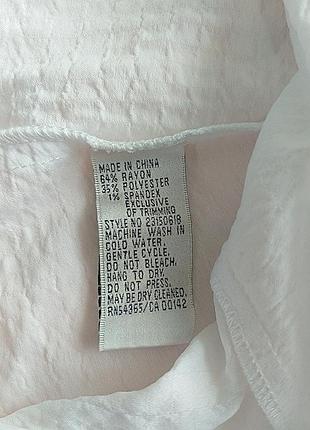 MADE IN CHINA
64% RAYON
35% POLYESTER
1% SPANDEX
EXCLUSIVE
OF TRIMMING
STYLE NO 23150618
MACHINE WASH IN
COLD WATER.
GENTLE CYCLE.
DO NOT BLEACH.
HANG TO DRY.
DO NOT PRESS.
MAY BE DRY CLEANED.
RN54365/CA 00142